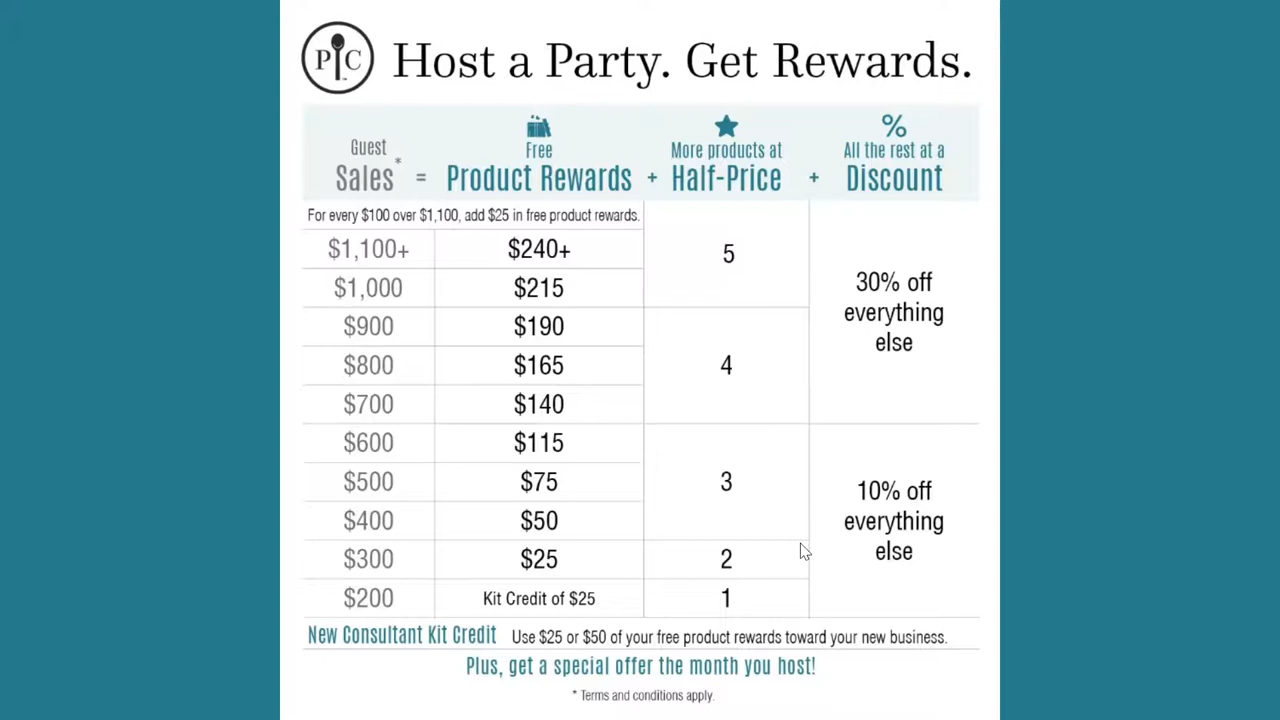 P C
Host a Party. Get Rewards.
Guest Sales* = Free Product Rewards + More products at Half-Price + All the rest at a % Discount
For every $100 over $1,100, add $25 in free product rewards.
$1,100+ $240+ 5
$1,000 $215
$900 $190
$800 $165 4
$700 $140
30% off
everything
else
$600 $115
$500 $75 3
$400 $50
$300 $25 2
$200 Kit Credit of $25 1
10% off
everything
else
New Consultant Kit Credit Use $25 or $50 of your free product rewards toward your new business.
Plus, get a special offer the month you host!
* Terms and conditions apply.